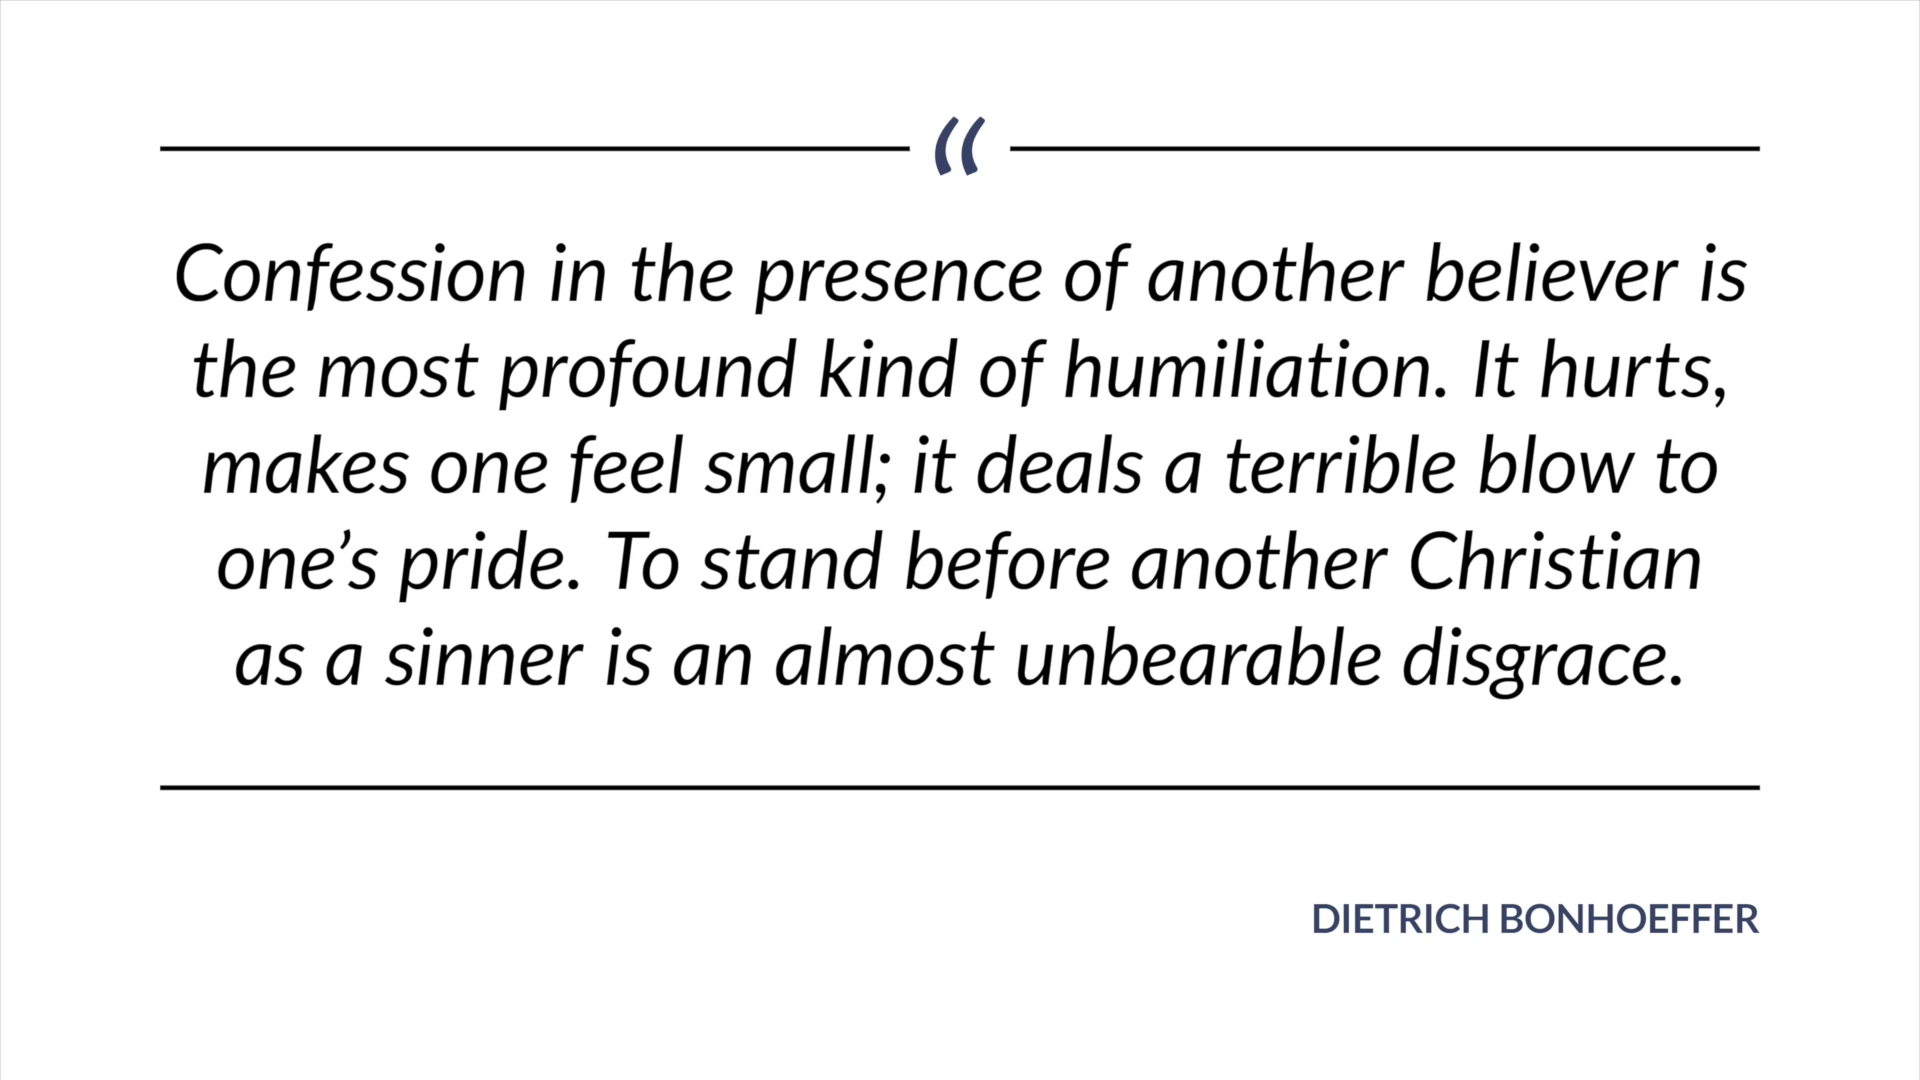 “
Confession in the presence of another believer is
the most profound kind of humiliation. It hurts,
makes one feel small; it deals a terrible blow to
one’s pride. To stand before another Christian
as a sinner is an almost unbearable disgrace.
DIETRICH BONHOEFFER